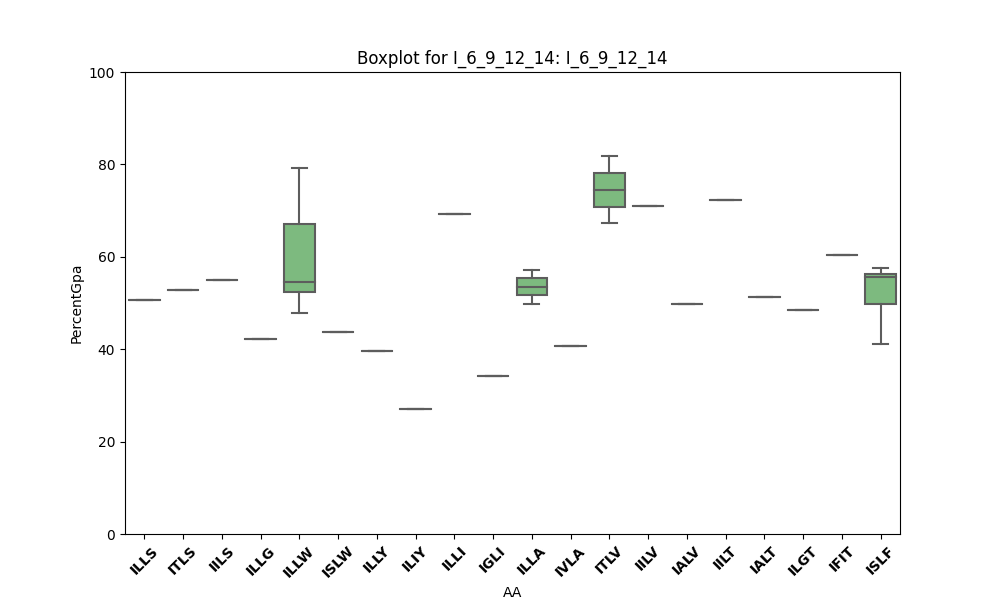 Boxplot for I_6_9_12_14: I_6_9_12_14
100
80
60
40
20
0
PercentGpa
ILLS ITLS IILS ILLG ILLW ISLW ILLY ILIY ILLI IGLI ILLA IVLA ITLV IILV IALV IILT IALT ILGT IFIT ISLF
AA